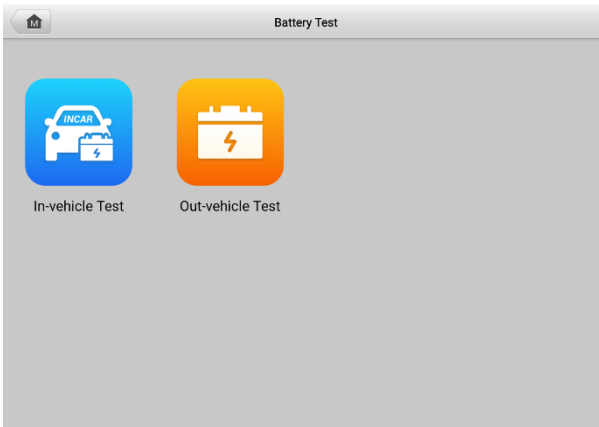 M
Battery Test
INCAR
In-vehicle Test
Out-vehicle Test